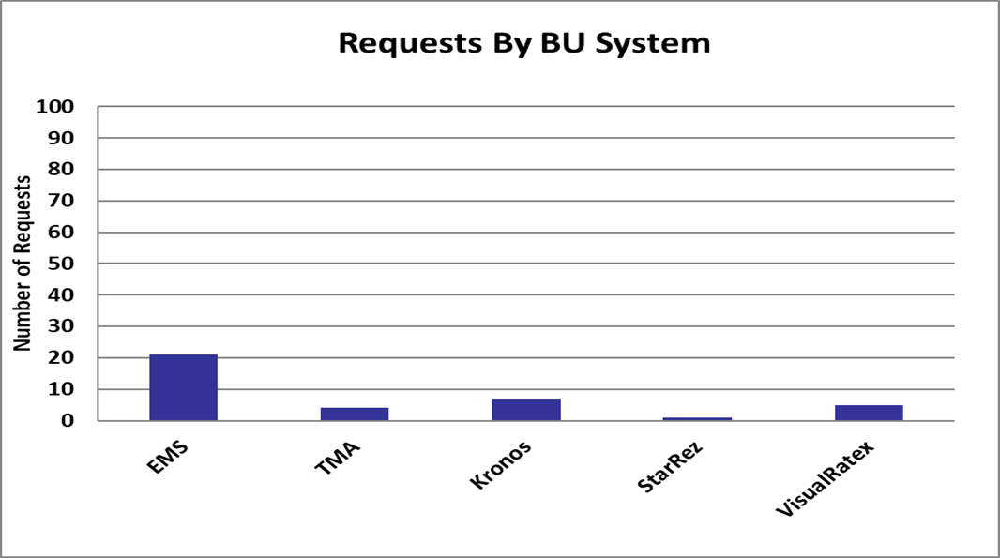 Requests By BU System
Number of Requests
100
90
80
70
60
50
40
30
20
10
0
EMS
TMA
Kronos
StarRez
VisualRatex